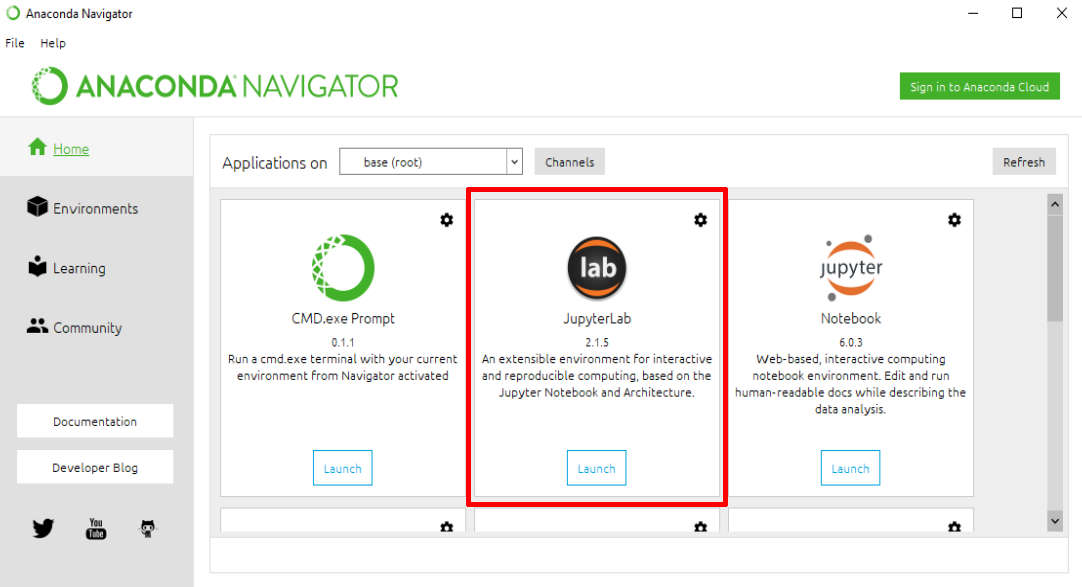 Anaconda Navigator
File Help
ANACONDA NAVIGATOR
Sign in to Anaconda Cloud
Home
Environments
Learning
Community
Documentation
Developer Blog
You
Tube
Applications on base (root) Channels Refresh
CMD.exe Prompt
0.1.1
Run a cmd.exe terminal with your current
environment from Navigator activated
Launch
lab
JupyterLab
2.1.5
An extensible environment for interactive
and reproducible computing, based on the
Jupyter Notebook and Architecture.
Launch
jupyter
Notebook
6.0.3
Web-based, interactive computing
notebook environment. Edit and run
human-readable docs while describing the
data analysis.
Launch